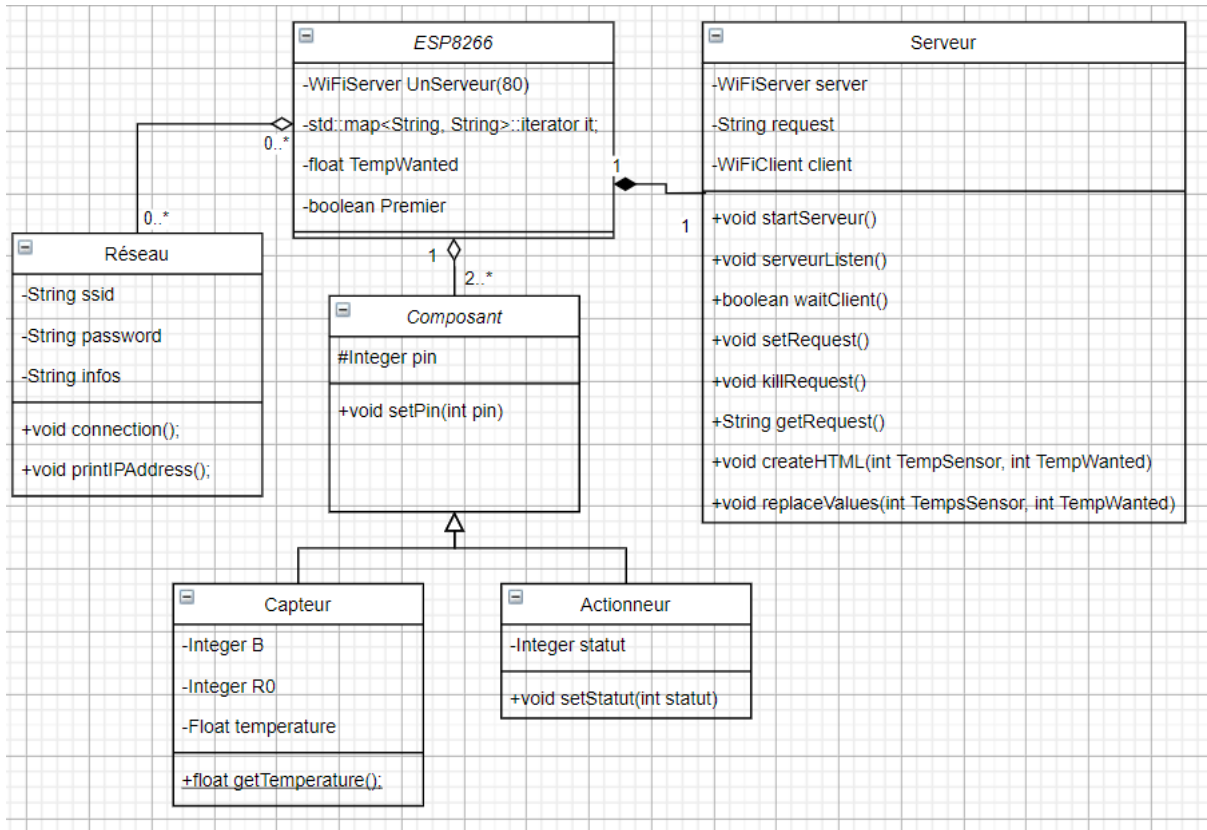 ESP8266
-WiFiServer UnServeur(80)
-std::map<String, String>::iterator it;
-float TempWanted
-boolean Premier
Serveur
-WiFiServer server
-String request
-WiFiClient client
+void startServeur()
+void serveurListen()
+boolean waitClient()
+void setRequest()
+void killRequest()
+String getRequest()
+void createHTML(int TempSensor, int TempWanted)
+void replaceValues(int TempsSensor, int TempWanted)
0..*
0..*
1
1
1
2..*
Réseau
-String ssid
-String password
-String infos
+void connection();
+void printIPAddress();
Composant
#Integer pin
+void setPin(int pin)
Capteur
-Integer B
-Integer R0
-Float temperature
+float getTemperature();
Actionneur
-Integer statut
+void setStatut(int statut)